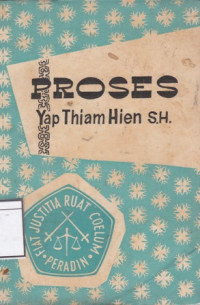 PROSES
Yap Thiam Hien S.H.
FIAT JUSTITIA RUAT COELUM
• PERADIN •